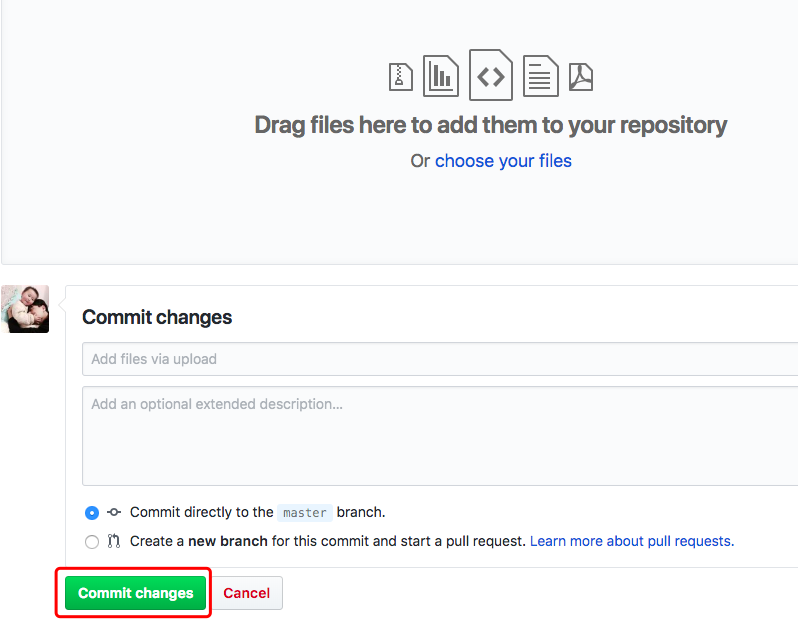 Drag files here to add them to your repository
Or choose your files
Commit changes
Add files via upload
Add an optional extended description...
Commit directly to the master branch.
Create a new branch for this commit and start a pull request. Learn more about pull requests.
Commit changes Cancel